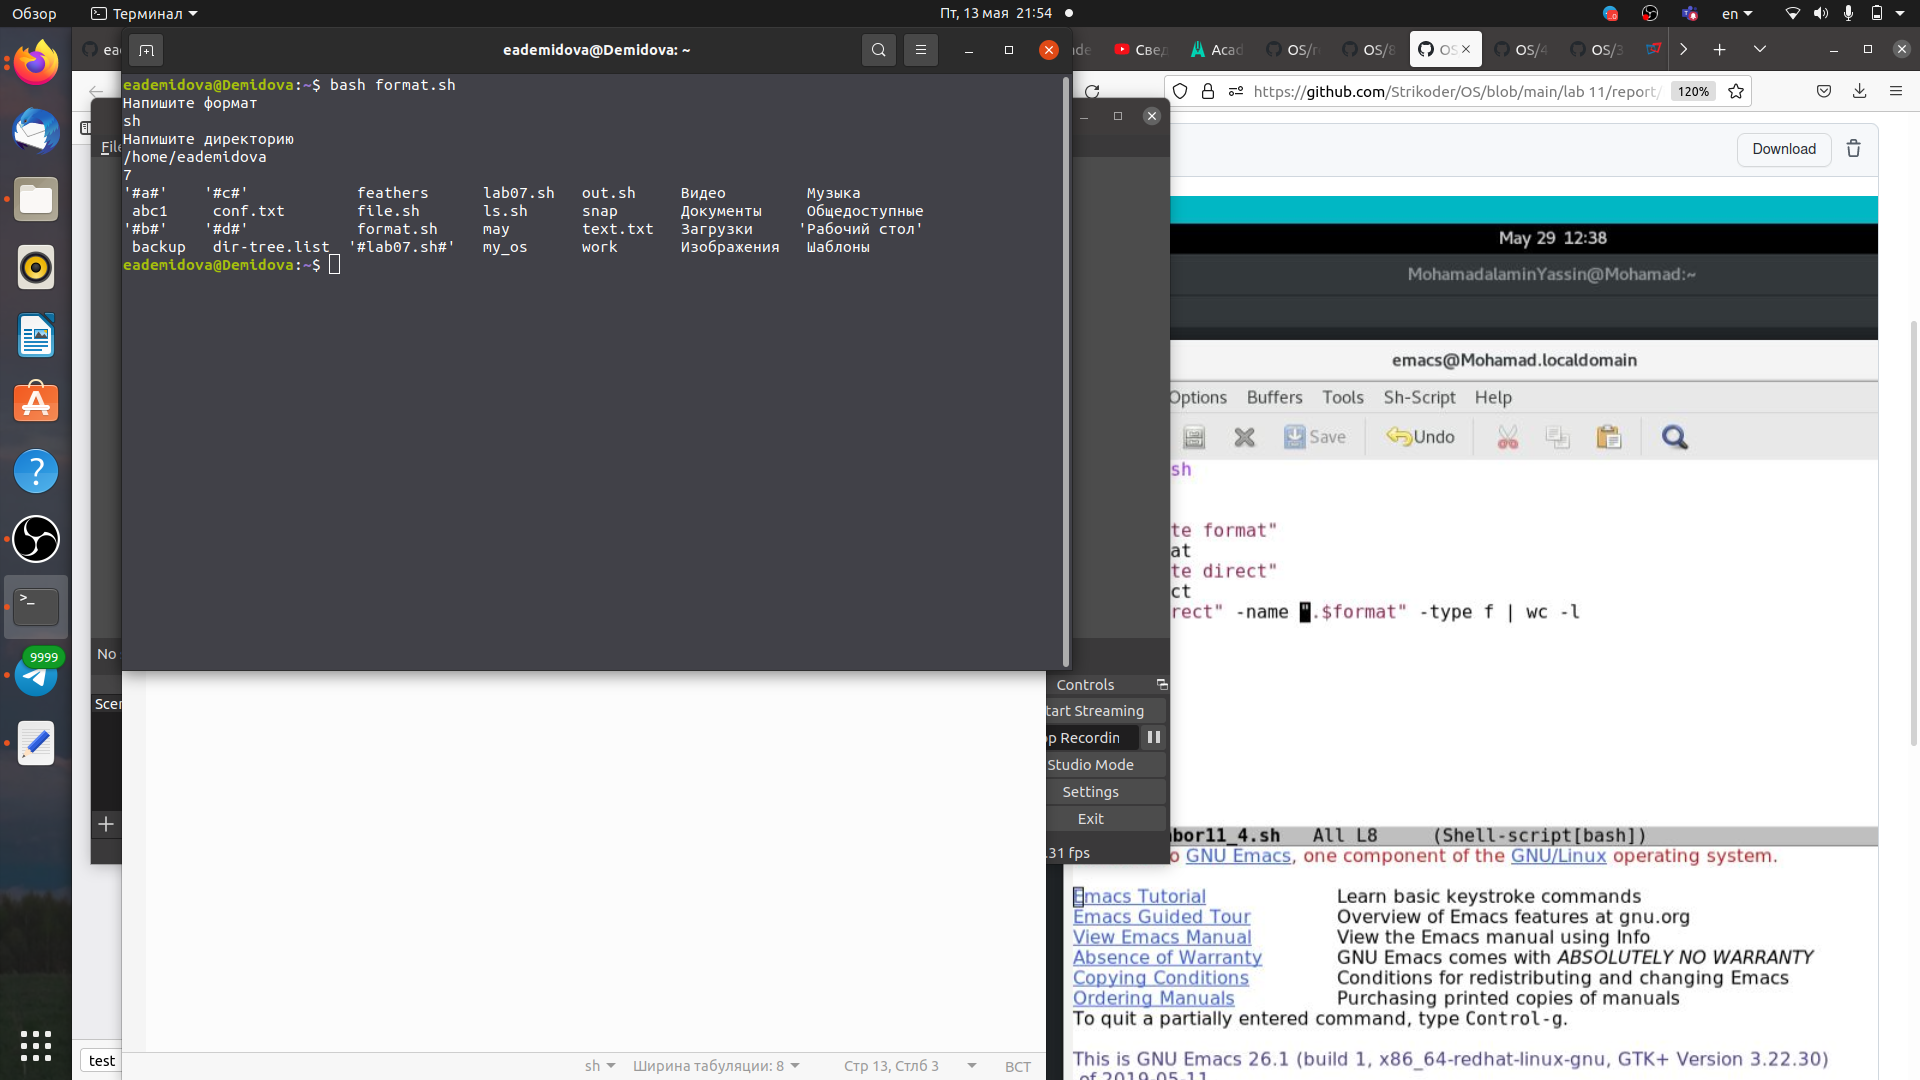 Обзор
Терминал
Пт, 13 мая 21:54
en
eademidova@Demidova: ~
Свед
Acad
OS/8
OS/4
OS/3
https://github.com/Strikoder/OS/blob/main/lab 11/report/
120%
eademidova@Demidova:~$ bash format.sh
Напишите формат
sh
Напишите директорию
/home/eademidova
7
'#a#' '#c#' feathers lab07.sh out.sh Видео Музыка
abc1 conf.txt file.sh ls.sh snap Документы Общедоступные
'#b#' '#d#' format.sh may text.txt Загрузки 'Рабочий стол'
backup dir-tree.list '#lab07.sh#' my_os work Изображения Шаблоны
eademidova@Demidova:~$
File
Download
May 29 12:38
MohamadalaminYassin@Mohamad:~
emacs@Mohamad.localdomain
Options Buffers Tools Sh-Script Help
Save Undo
sh
te format"
at
te direct"
ct
rect" -name ".$format" -type f | wc -l
9999
No
Scen
Controls
tart Streaming
op Recordin
Studio Mode
Settings
Exit
.31 fps
bor11_4.sh All L8 (Shell-script[bash])
o GNU Emacs, one component of the GNU/Linux operating system.
Emacs Tutorial Learn basic keystroke commands
Emacs Guided Tour Overview of Emacs features at gnu.org
View Emacs Manual View the Emacs manual using Info
Absence of Warranty GNU Emacs comes with ABSOLUTELY NO WARRANTY
Copying Conditions Conditions for redistributing and changing Emacs
Ordering Manuals Purchasing printed copies of manuals
To quit a partially entered command, type Control-g.
This is GNU Emacs 26.1 (build 1, x86_64-redhat-linux-gnu, GTK+ Version 3.22.30)
of 2019-05-11
test
sh Ширина табуляции: 8 Стр 13, Стлб 3 ВСТ